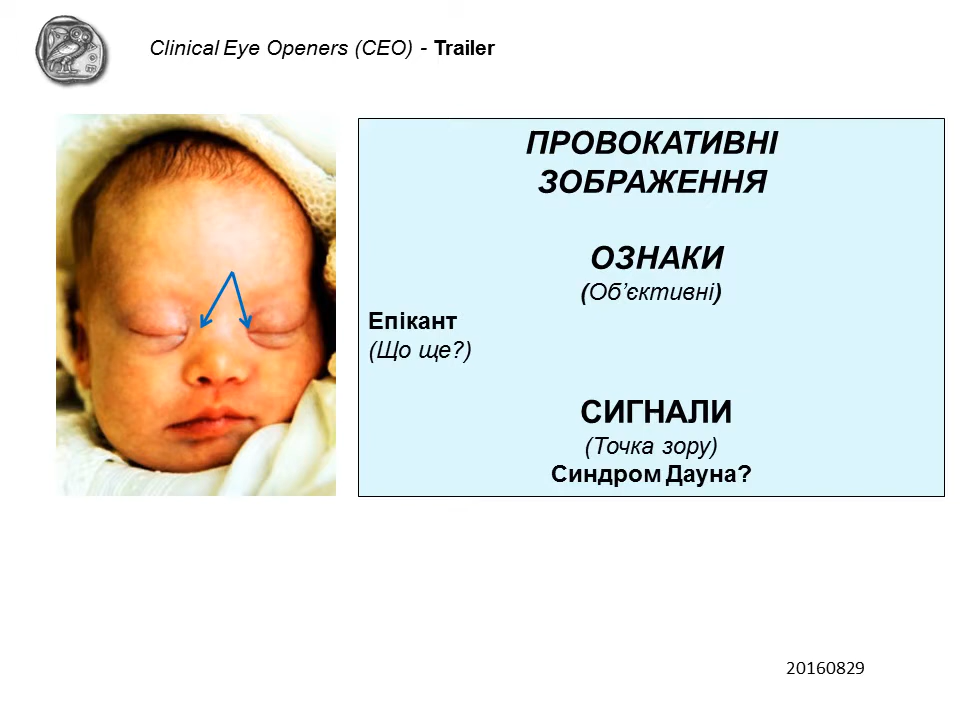 Clinical Eye Openers (CEO) - Trailer
ПРОВОКАТИВНІ
ЗОБРАЖЕННЯ
ОЗНАКИ
(Об’єктивні)
Епікант
(Що ще?)
СИГНАЛИ
(Точка зору)
Синдром Дауна?
20160829